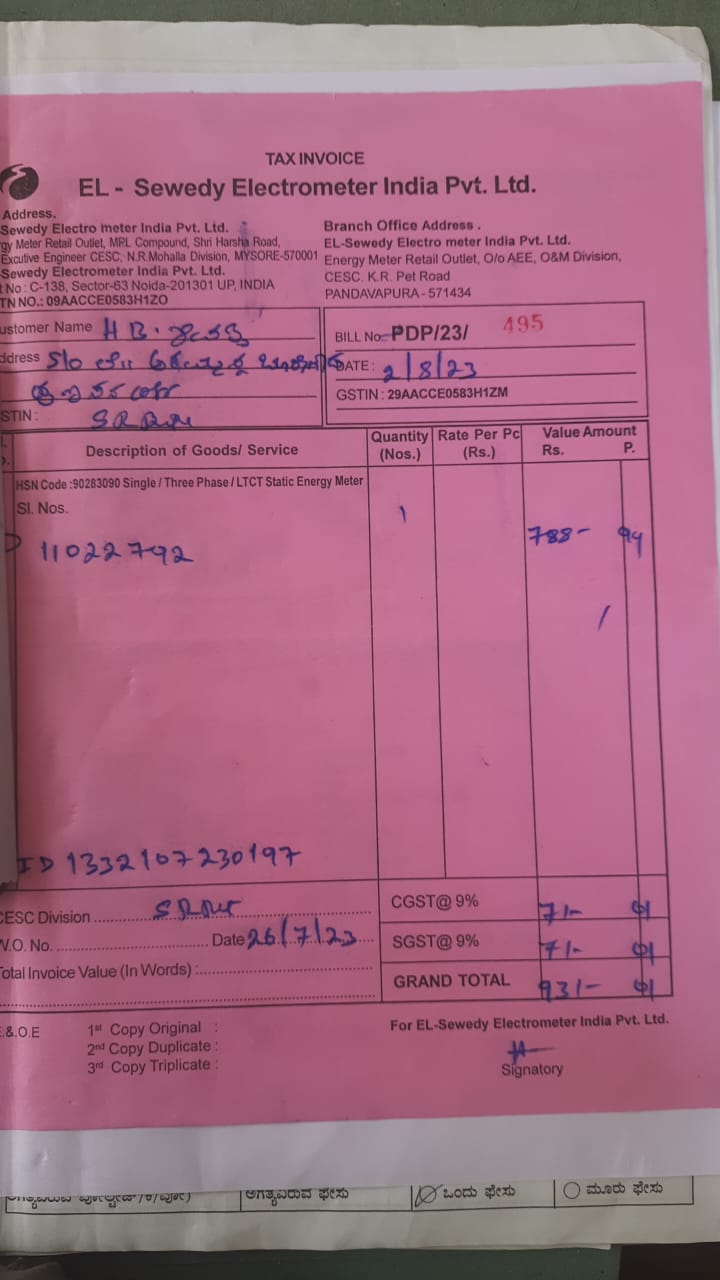 TAX INVOICE
EL - Sewedy Electrometer India Pvt. Ltd.
Address.
Sewedy Electro meter India Pvt. Ltd.
gy Meter Retail Outlet, MRL Compound, Shri Harsha Road,
Excutive Engineer CESC, N.R.Mohalla Division, MYSORE-570001
Sewedy Electrometer India Pvt. Ltd.
t No : C-138, Sector-63 Noida-201301 UP, INDIA
TN NO.: 09AACCE0583H1ZO
Branch Office Address .
EL-Sewedy Electro meter India Pvt. Ltd.
Energy Meter Retail Outlet, O/o AEE, O&M Division,
CESC. K.R. Pet Road
PANDAVAPURA - 571434
ustomer Name H B.
ddress S/o
STIN :
BILL No:- PDP/23/ 495
DATE : 2/8/23
GSTIN : 29AACCE0583H1ZM
Description of Goods/ Service
Quantity (Nos.)
Rate Per Pc (Rs.)
Value Amount
Rs. P.
HSN Code :90283090 Single / Three Phase / LTCT Static Energy Meter
Sl. Nos.
11022792 1 788- 94
ID 1332107230197
CESC Division
V.O. No. Date 26/7/23
otal Invoice Value (In Words) :
CGST@ 9% 71-
SGST@ 9% 71-
GRAND TOTAL 931-
.&.O.E
1st Copy Original :
2nd Copy Duplicate :
3rd Copy Triplicate :
For EL-Sewedy Electrometer India Pvt. Ltd.
Signatory
ಅಗತ್ಯವಿರುವ ಫೇಸು ಒಂದು ಫೇಸು ಮೂರು ಫೇಸು